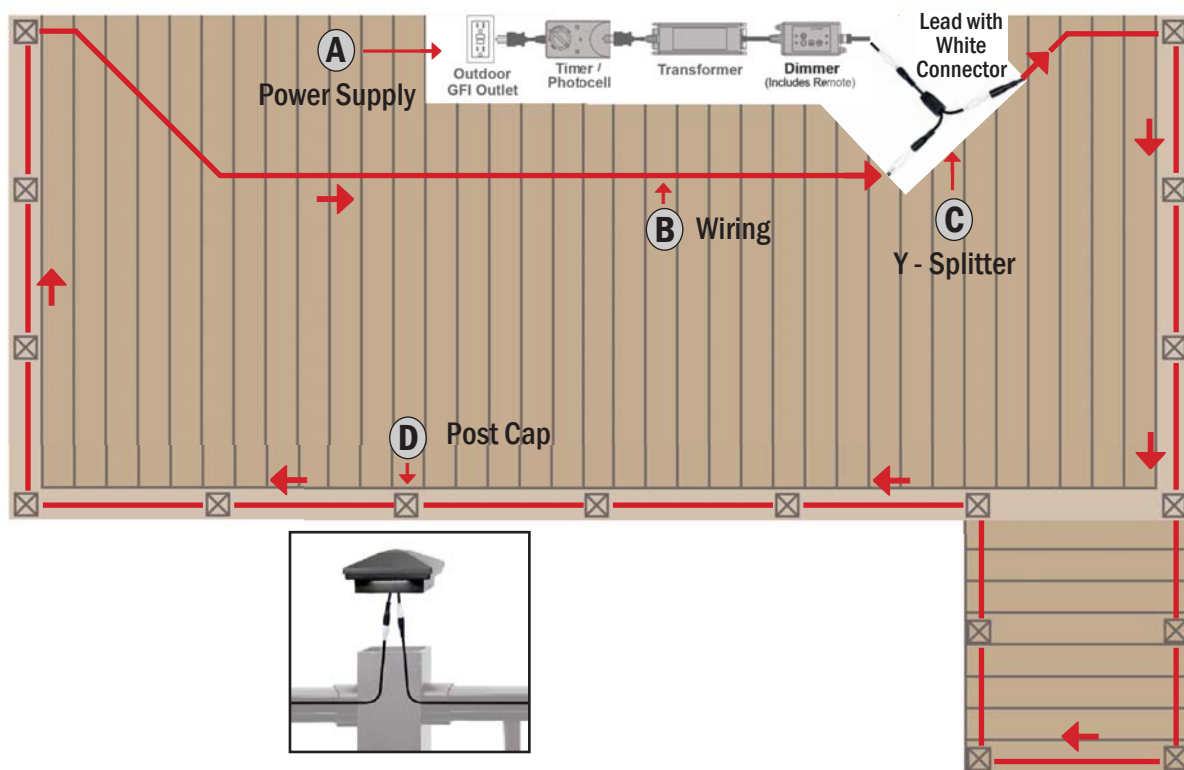 A
Power Supply
Outdoor
GFI Outlet
Timer /
Photocell
Transformer
Dimmer
(Includes Remote)
Lead with
White
Connector
B Wiring
C
Y - Splitter
D Post Cap